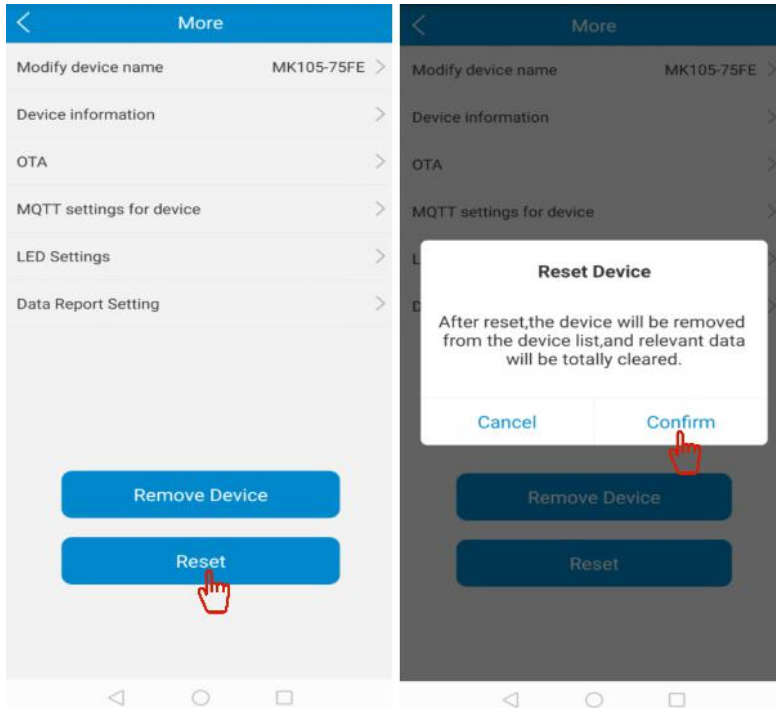 More
Modify device name MK105-75FE
Device information
OTA
MQTT settings for device
LED Settings
Data Report Setting
Remove Device
Reset
More
Modify device name MK105-75FE
Device information
OTA
MQTT settings for device
L
Reset Device
D
After reset,the device will be removed
from the device list,and relevant data
will be totally cleared.
Cancel Confirm
Remove Device
Reset